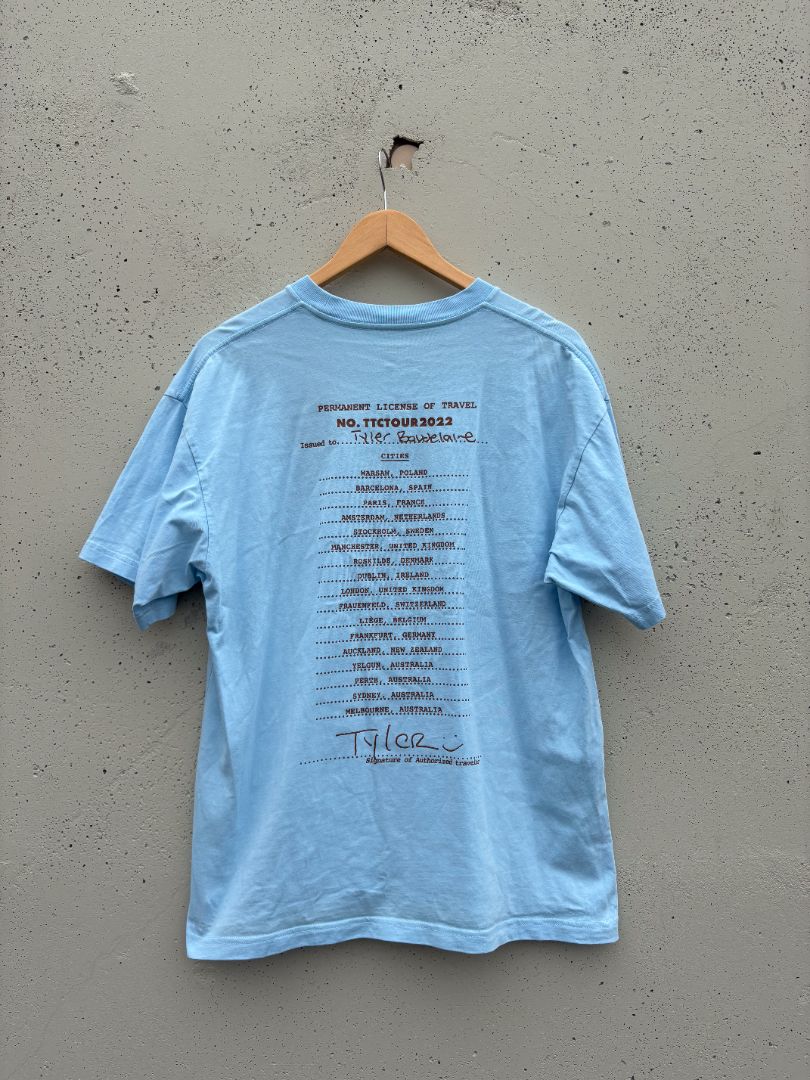 PERMANENT LICENSE OF TRAVEL
NO. TTCTOUR2022
Issued to. Tyler Baudelaire
CITIES
WARSAW, POLAND
BARCELONA, SPAIN
PARIS, FRANCE
AMSTERDAM, NETHERLANDS
STOCKHOLM, SWEDEN
MANCHESTER, UNITED KINGDOM
ROSKILDE, DENMARK
DUBLIN, IRELAND
LONDON, UNITED KINGDOM
FRAUENFELD, SWITZERLAND
LIÈGE, BELGIUM
FRANKFURT, GERMANY
AUCKLAND, NEW ZEALAND
YELGUN, AUSTRALIA
PERTH, AUSTRALIA
SYDNEY, AUSTRALIA
MELBOURNE, AUSTRALIA
TYLER
Signature of Authorized traveler